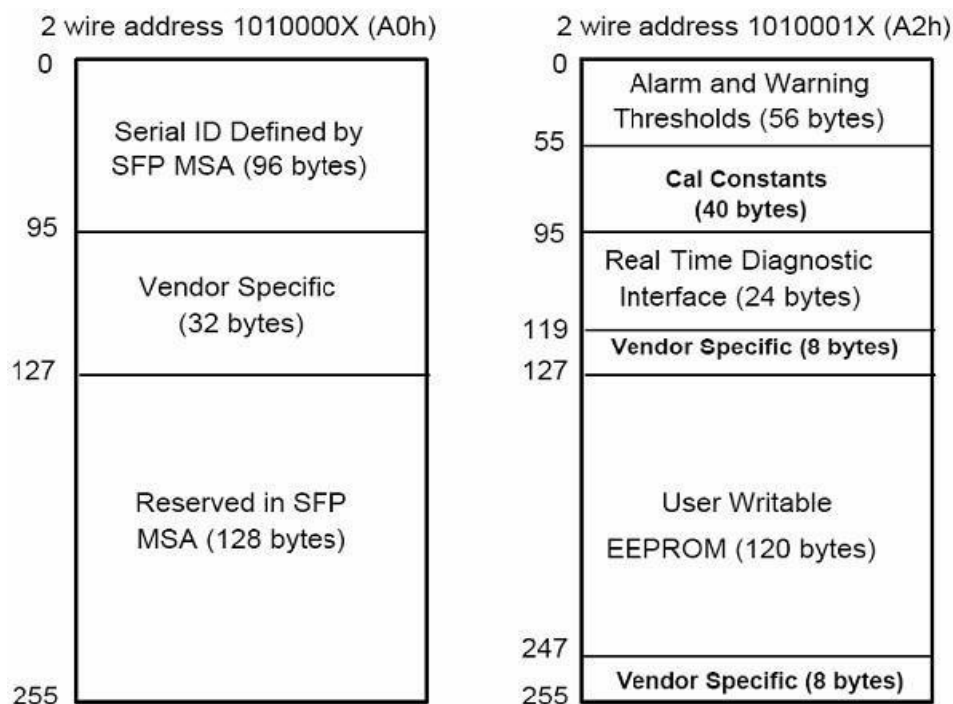 2 wire address 1010000X (A0h)
0
Serial ID Defined by
SFP MSA (96 bytes)
95
Vendor Specific
(32 bytes)
127
Reserved in SFP
MSA (128 bytes)
255
2 wire address 1010001X (A2h)
0
Alarm and Warning
Thresholds (56 bytes)
55
Cal Constants
(40 bytes)
95
Real Time Diagnostic
Interface (24 bytes)
119
Vendor Specific (8 bytes)
127
User Writable
EEPROM (120 bytes)
247
Vendor Specific (8 bytes)
255